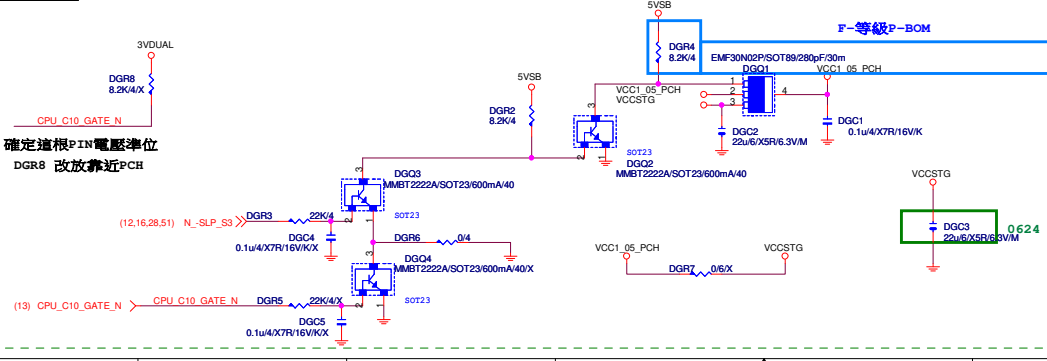 5VSB
F-等級P-BOM
3VDUAL
DGR4
8.2K/4
EMF30N02P/SOT89/280pF/30m
DGQ1
VCC1_05_PCH
DGR8
8.2K/4/X
5VSB
VCC1_05_PCH
VCCSTG
1
2
3
4
DGR2
8.2K/4
3
CPU_C10_GATE_N
DGC1
0.1u/4/X7R/16V/K
DGC2
22u/6/X5R/6.3V/M
確定這根PIN電壓準位
DGR8 改放靠近PCH
2
1
SOT23
DGQ2
MMBT2222A/SOT23/600mA/40
3
DGQ3
MMBT2222A/SOT23/600mA/40
VCCSTG
(12,16,28,51) N_-SLP_S3
DGR3
22K/4
2
1
SOT23
DGC3
22u/6/X5R/6.3V/M
0624
DGC4
0.1u/4/X7R/16V/K/X
DGR6
0/4
VCC1_05_PCH
VCCSTG
3
DGQ4
MMBT2222A/SOT23/600mA/40/X
DGR7
0/6/X
(13) CPU_C10_GATE_N
CPU_C10_GATE_N
DGR5
22K/4/X
2
1
SOT23
DGC5
0.1u/4/X7R/16V/K/X